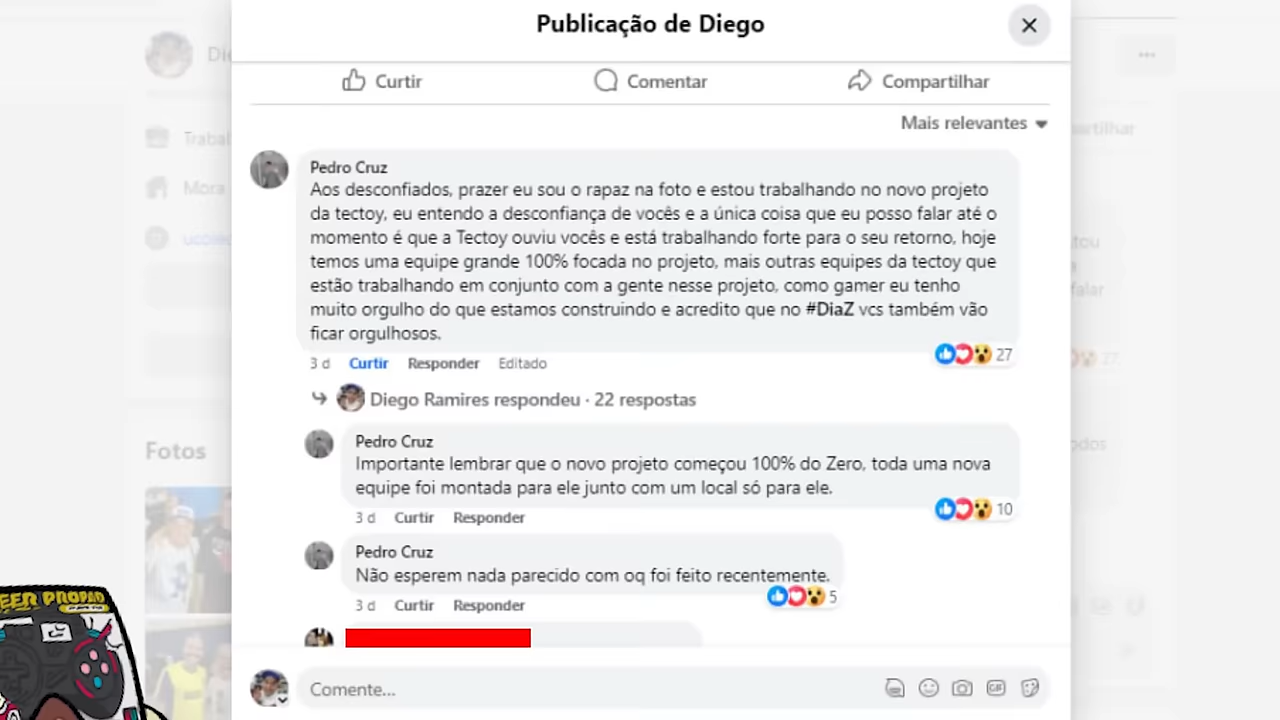 Publicação de Diego
Curtir
Comentar
Compartilhar
Mais relevantes
Pedro Cruz
Aos desconfiados, prazer eu sou o rapaz na foto e estou trabalhando no novo projeto
da tectoy, eu entendo a desconfiança de vocês e a única coisa que eu posso falar até o
momento é que a Tectoy ouviu vocês e está trabalhando forte para o seu retorno, hoje
temos uma equipe grande 100% focada no projeto, mais outras equipes da tectoy que
estão trabalhando em conjunto com a gente nesse projeto, como gamer eu tenho
muito orgulho do que estamos construindo e acredito que no #DiaZ vcs também vão
ficar orgulhosos.
3 d Curtir Responder Editado
27
Diego Ramires respondeu · 22 respostas
Pedro Cruz
Importante lembrar que o novo projeto começou 100% do Zero, toda uma nova
equipe foi montada para ele junto com um local só para ele.
3 d Curtir Responder
10
Pedro Cruz
Não esperem nada parecido com oq foi feito recentemente.
3 d Curtir Responder
5
Comente...
GIF
Fotos
Mora